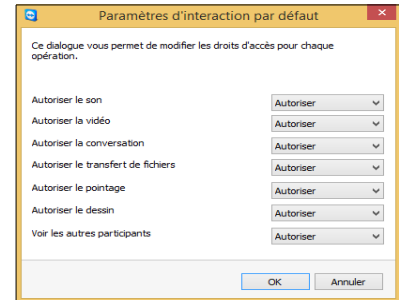 Paramètres d'interaction par défaut
Ce dialogue vous permet de modifier les droits d'accès pour chaque
opération.
Autoriser le son Autoriser
Autoriser la vidéo Autoriser
Autoriser la conversation Autoriser
Autoriser le transfert de fichiers Autoriser
Autoriser le pointage Autoriser
Autoriser le dessin Autoriser
Voir les autres participants Autoriser
OK Annuler